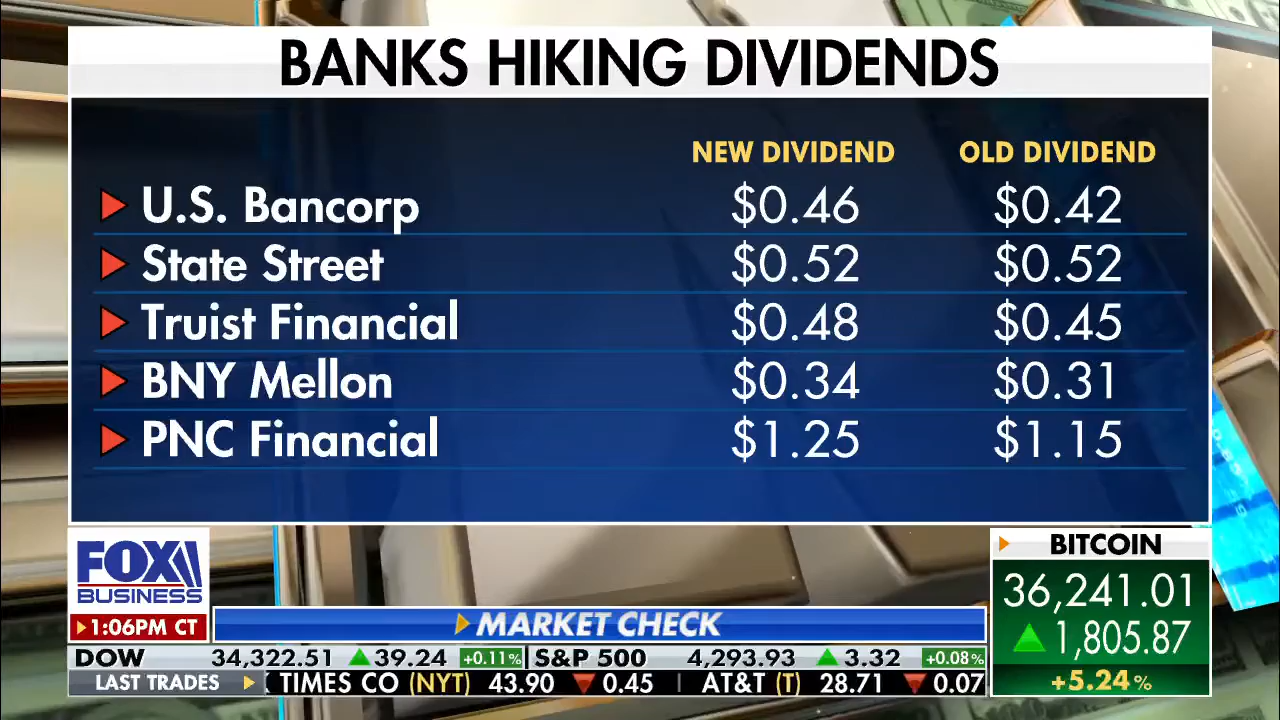 BANKS HIKING DIVIDENDS
NEW DIVIDEND OLD DIVIDEND
U.S. Bancorp $0.46 $0.42
State Street $0.52 $0.52
Truist Financial $0.48 $0.45
BNY Mellon $0.34 $0.31
PNC Financial $1.25 $1.15
FOX BUSINESS
1:06PM CT
MARKET CHECK
BITCOIN
36,241.01
1,805.87
+5.24%
DOW 34,322.51 39.24 +0.11% S&P 500 4,293.93 3.32 +0.08%
LAST TRADES TIMES CO (NYT) 43.90 0.45 | AT&T (T) 28.71 0.07